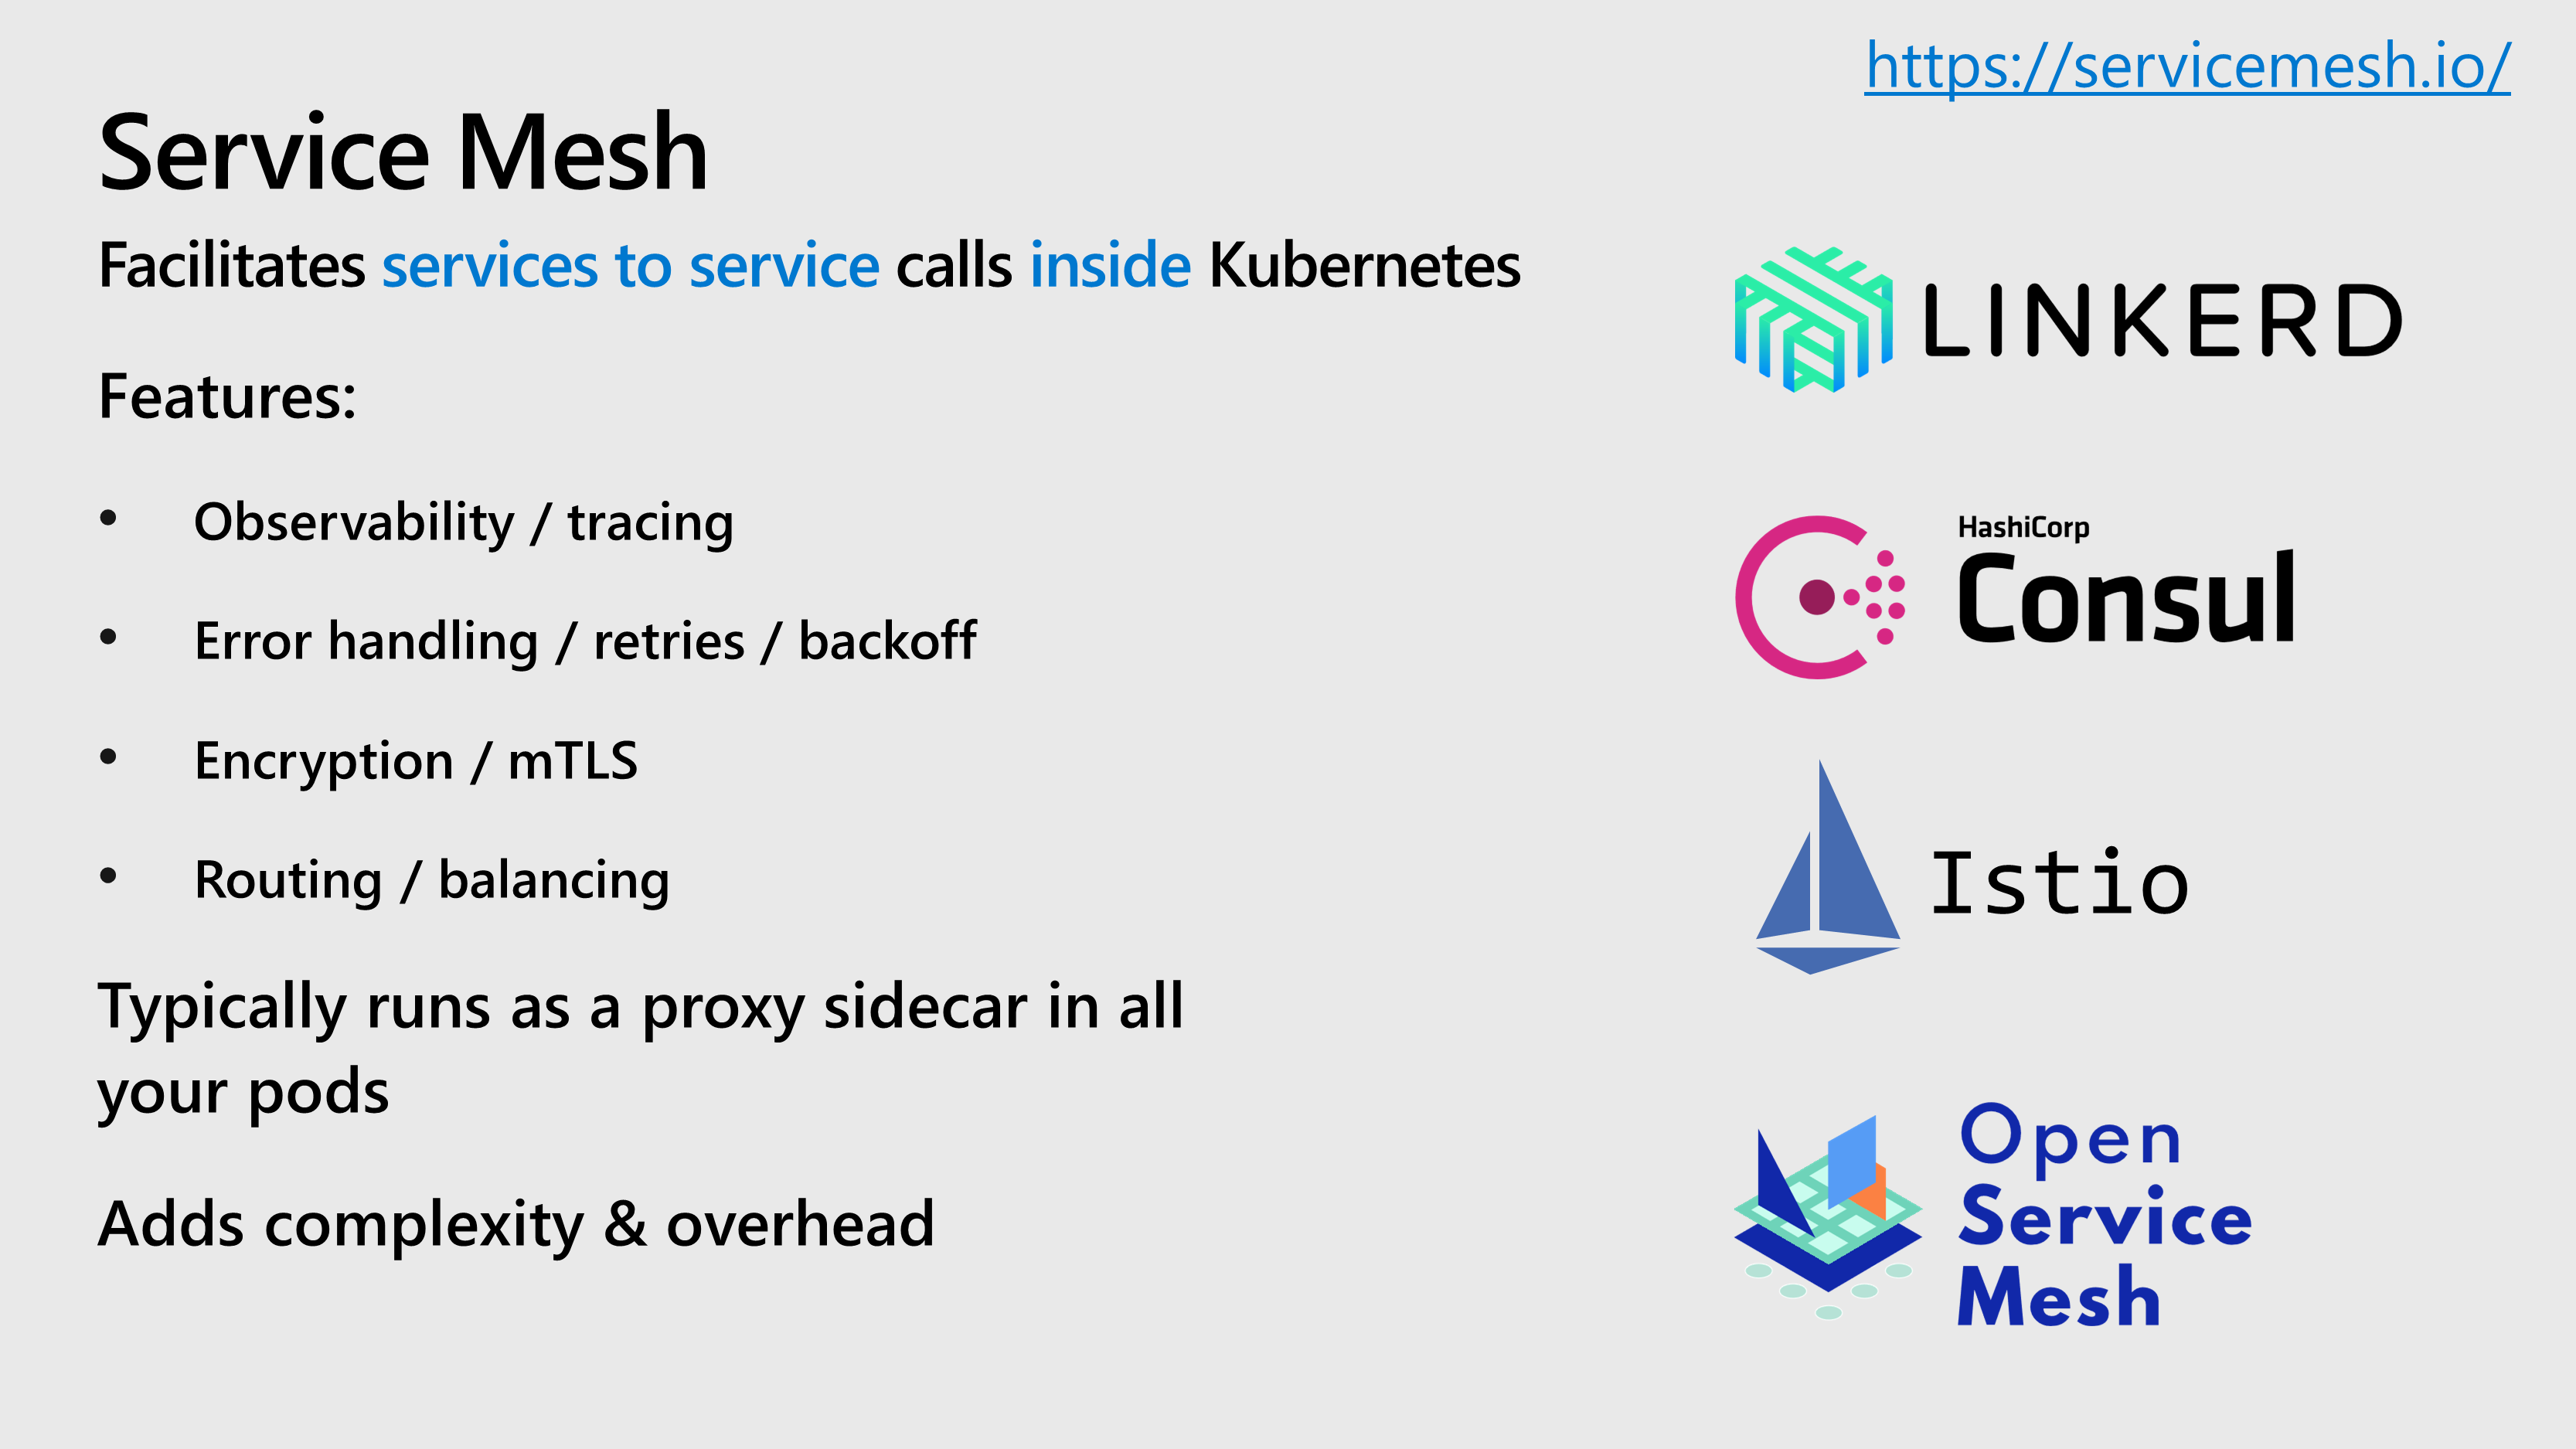 https://servicemesh.io/
Service Mesh
Facilitates services to service calls inside Kubernetes
Features:
• Observability / tracing
• Error handling / retries / backoff
• Encryption / mTLS
• Routing / balancing
Typically runs as a proxy sidecar in all
your pods
Adds complexity & overhead
LINKERD
HashiCorp
Consul
Istio
Open
Service
Mesh